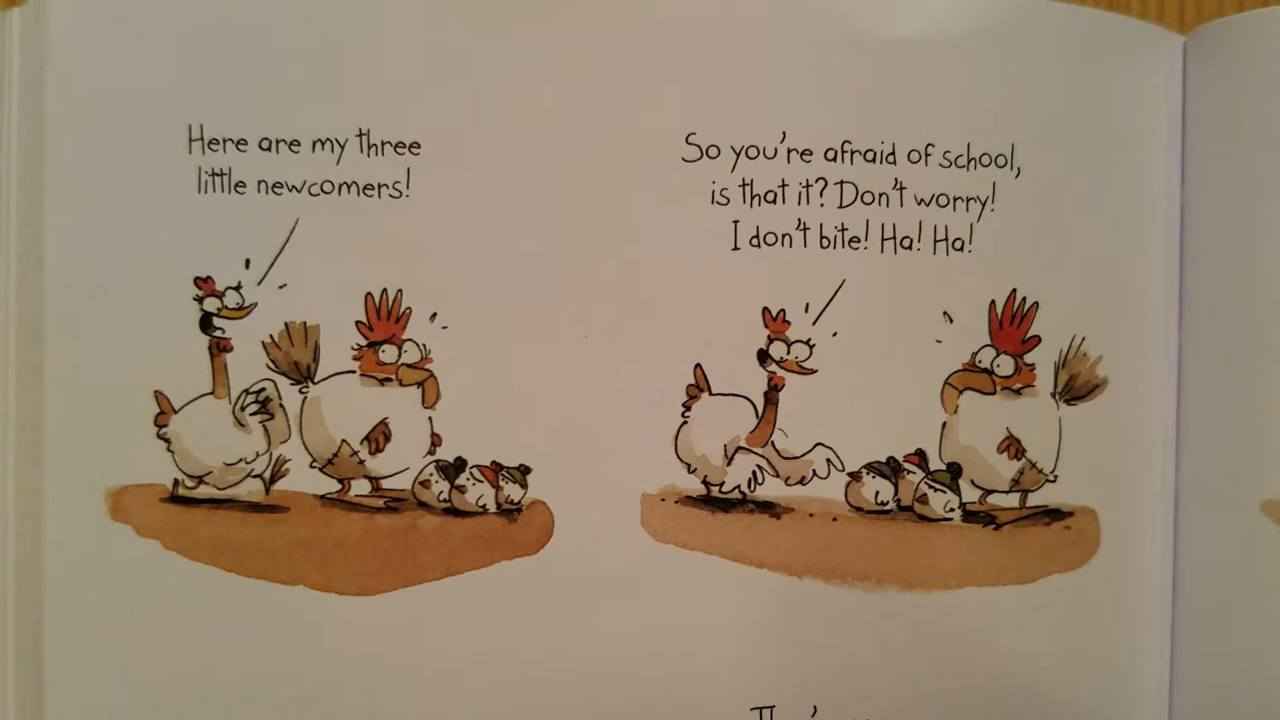 Here are my three
little newcomers!
So you're afraid of school,
is that it? Don't worry!
I don't bite! Ha! Ha!